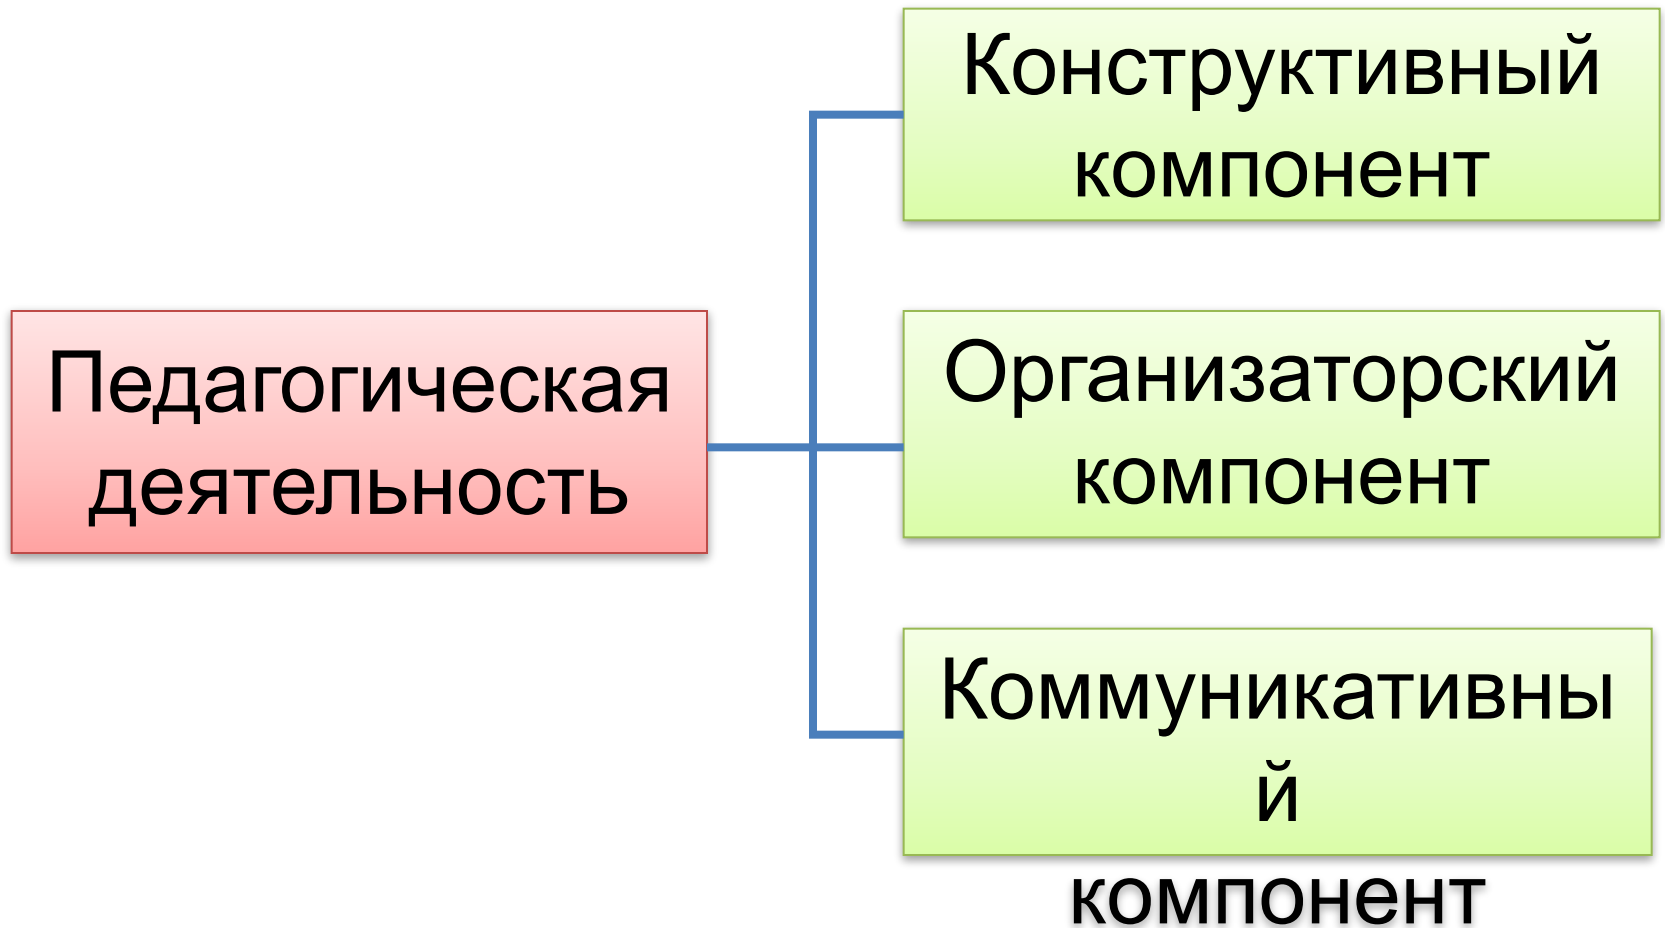 Педагогическая
деятельность
Конструктивный
компонент
Организаторский
компонент
Коммуникативны
й
компонент